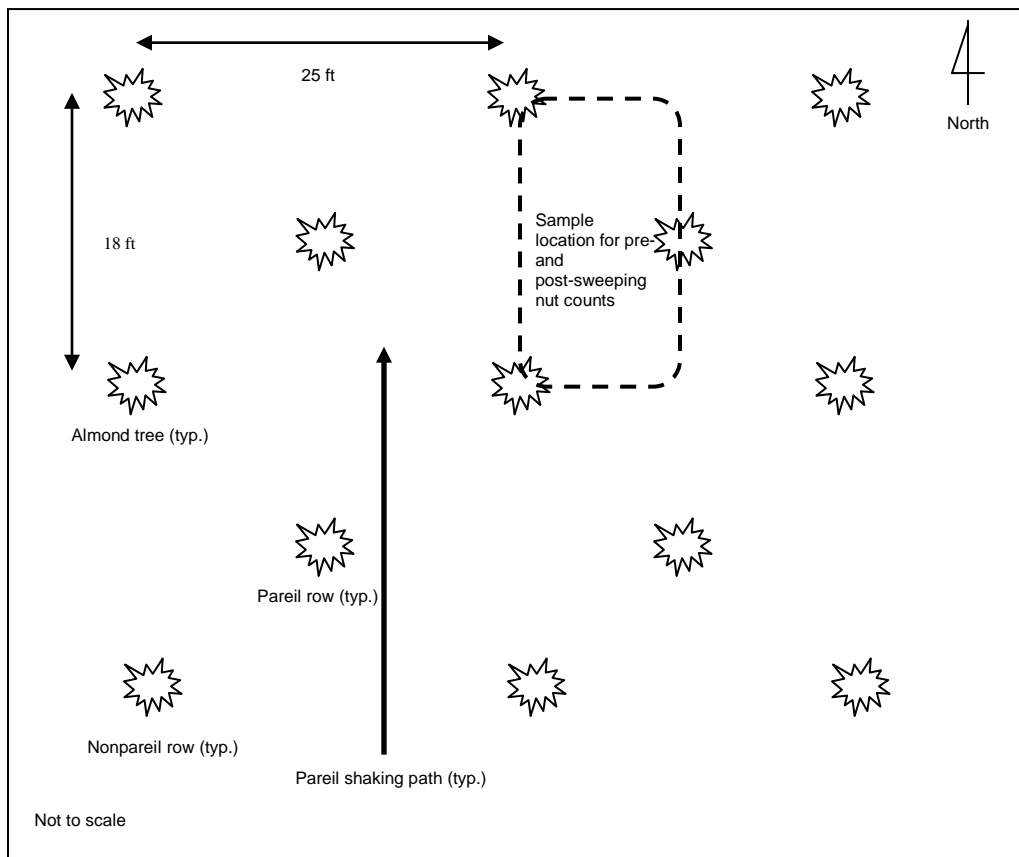 25 ft
North
18 ft
Sample
location for pre-
and
post-sweeping
nut counts
Almond tree (typ.)
Pareil row (typ.)
Nonpareil row (typ.)
Pareil shaking path (typ.)
Not to scale